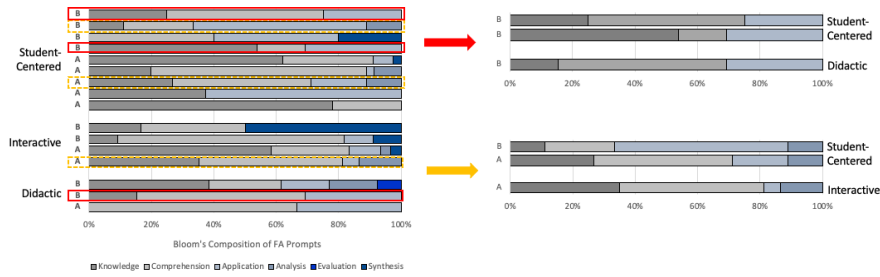 B
B
B
B
Student-
Centered
A
A
A
A
A
B
B
Interactive
A
A
B
Didactic
B
A
0% 20% 40% 60% 80% 100%
Bloom's Composition of FA Prompts
Knowledge Comprehension Application Analysis Evaluation Synthesis
B
Student-
Centered
B
B
Didactic
0% 20% 40% 60% 80% 100%
B
Student-
Centered
A
A
Interactive
0% 20% 40% 60% 80% 100%